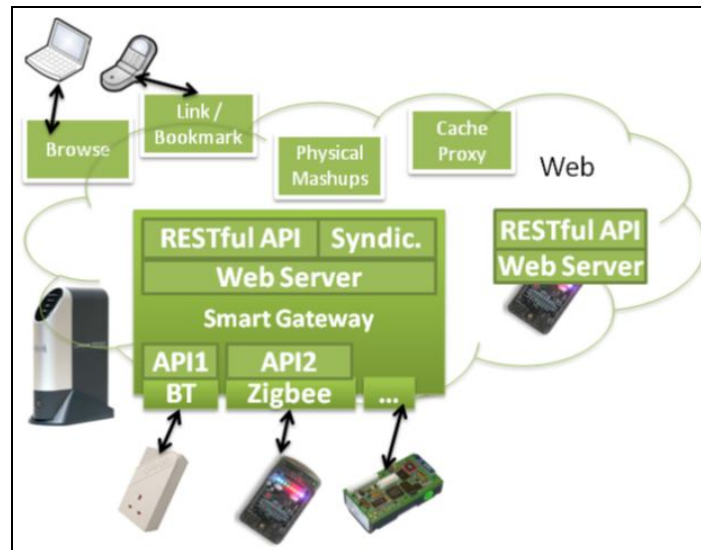 Link /
Bookmark
Browse
Physical
Mashups
Cache
Proxy
Web
RESTful API
Syndic.
Web Server
Smart Gateway
API1
API2
BT
Zigbee
...
RESTful API
Web Server